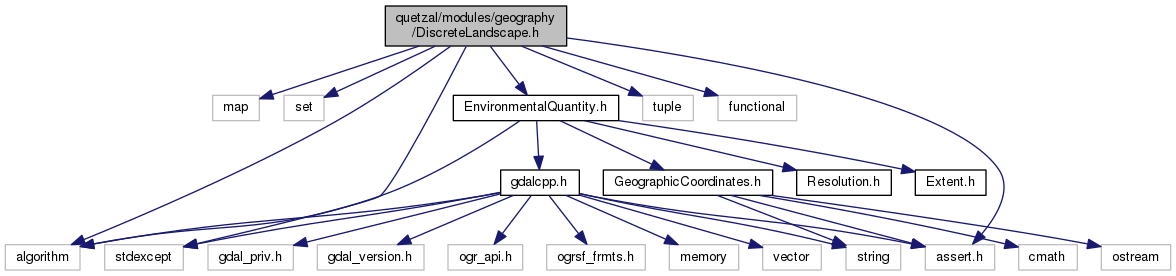 quetzal/modules/geography
/DiscreteLandscape.h
map
set
EnvironmentalQuantity.h
tuple
functional
gdalcpp.h
GeographicCoordinates.h
Resolution.h
Extent.h
algorithm
stdexcept
gdal_priv.h
gdal_version.h
ogr_api.h
ogrsf_frmts.h
memory
vector
string
assert.h
cmath
ostream